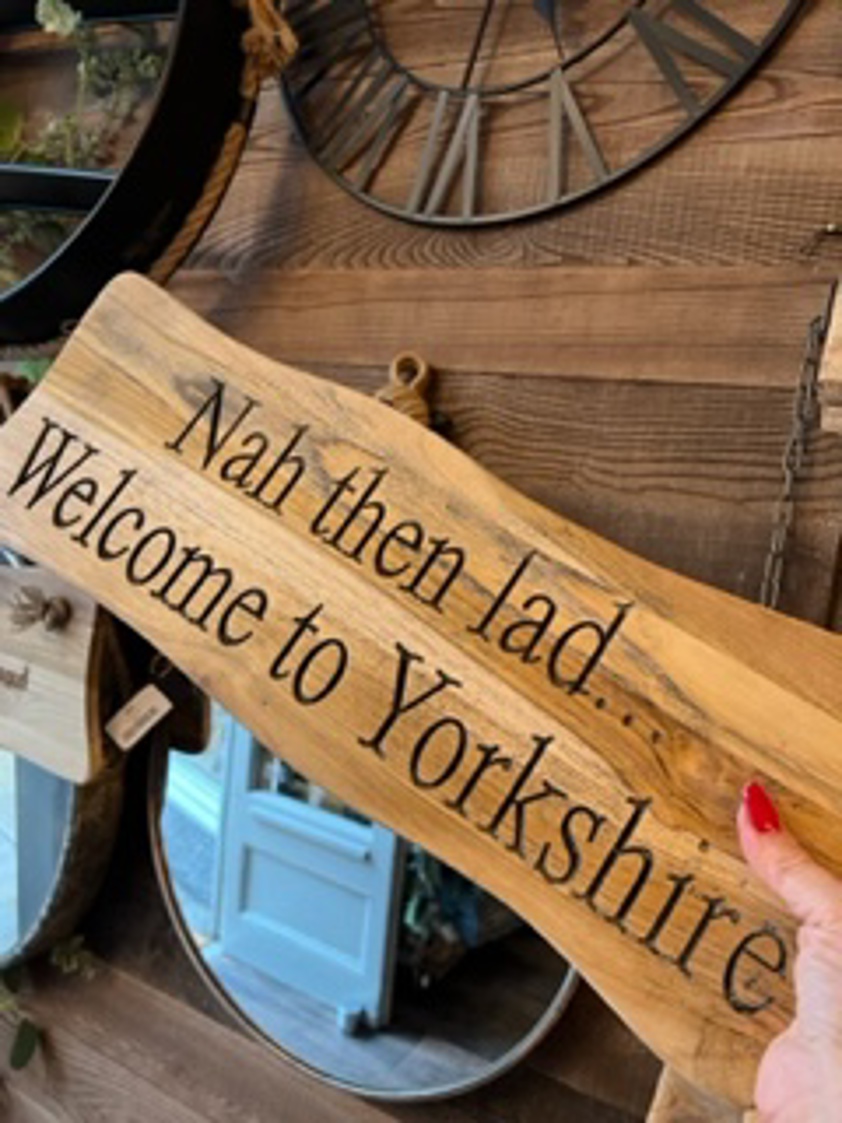 Nah then lad...
Welcome to Yorkshire